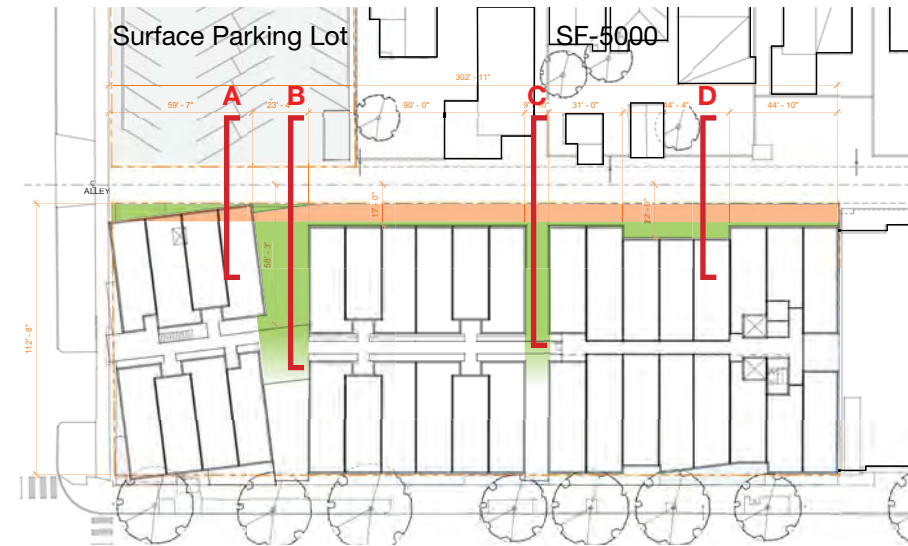 Surface Parking Lot
SF-5000
302' - 11"
A
B
C
D
59' - 7"
23' - 4"
90' - 0"
31' - 0"
44' - 4"
44' - 10"
ALLEY
17' - 0"
22' - 0"
58' - 3"
112' - 8"